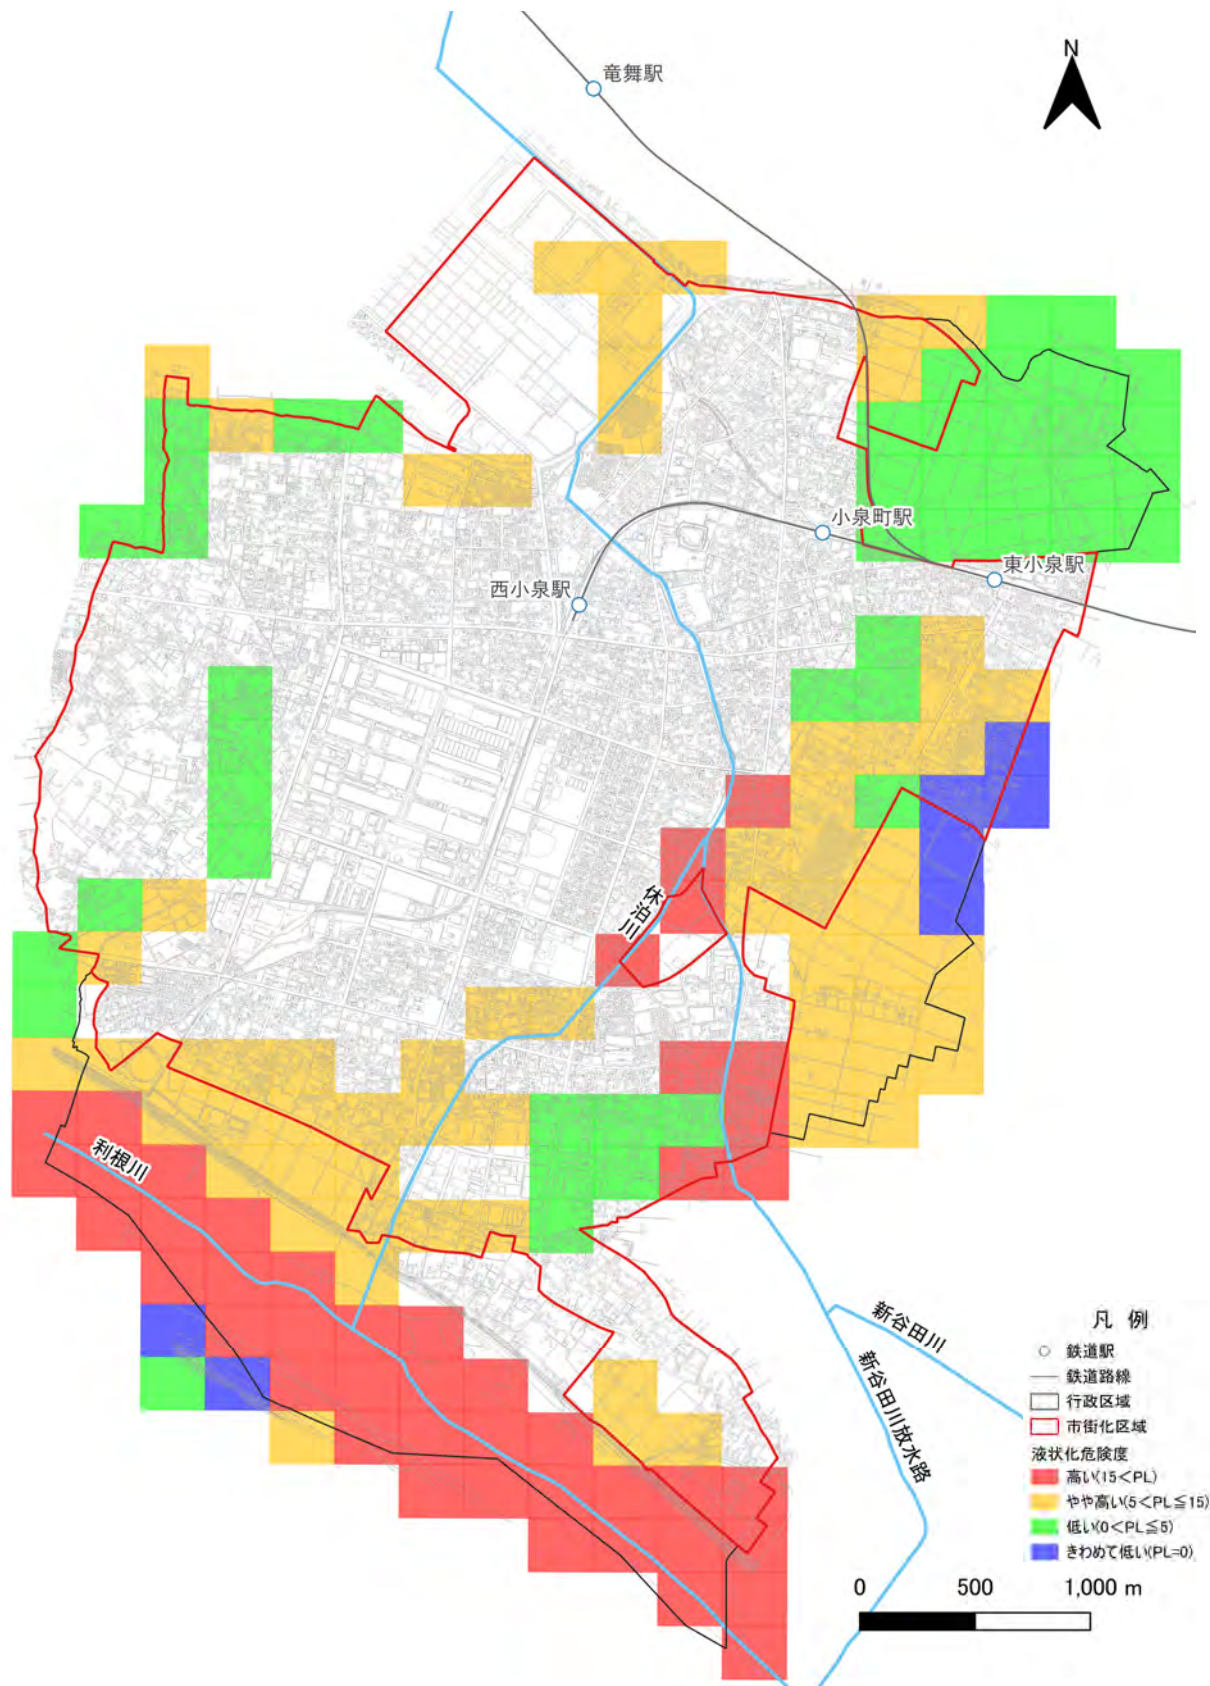 N
竜舞駅
小泉町駅
東小泉駅
西小泉駅
休泊川
利根川
新谷田川
新谷田川放水路
凡 例
鉄道駅
鉄道路線
行政区域
市街化区域
液状化危険度
高い(15<PL)
やや高い(5<PL≦15)
低い(0<PL≦5)
きわめて低い(PL=0)
0 500 1,000 m